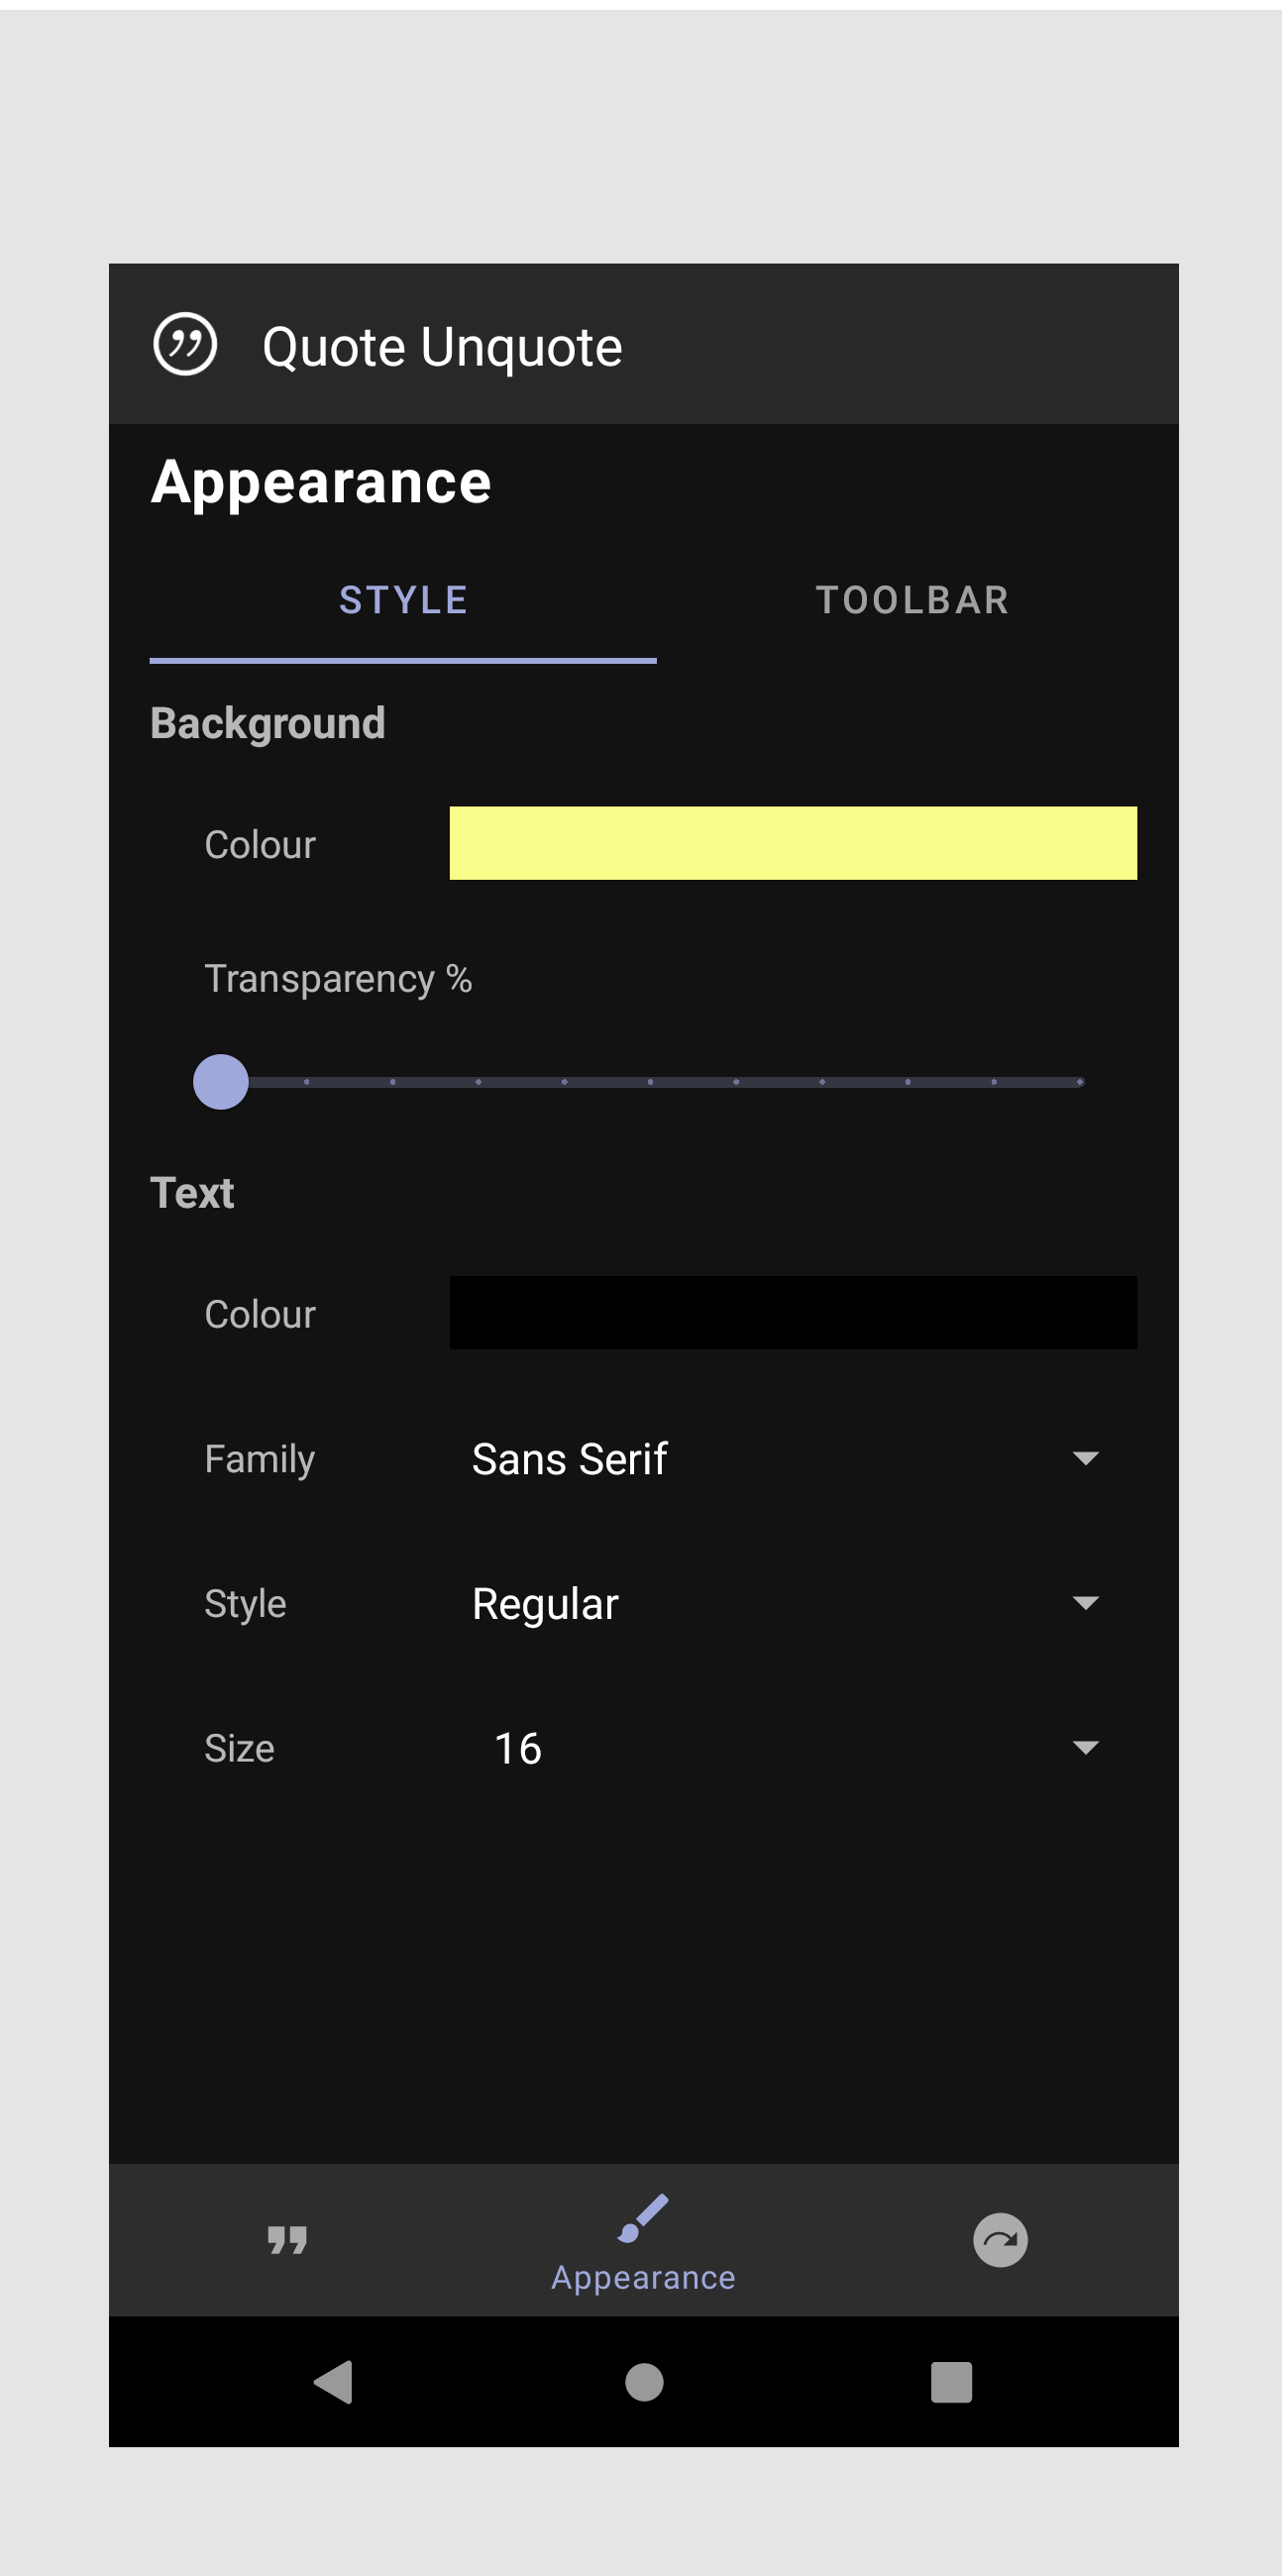 Quote Unquote
Appearance
STYLE TOOLBAR
Background
Colour
Transparency %
Text
Colour
Family Sans Serif
Style Regular
Size 16
Appearance